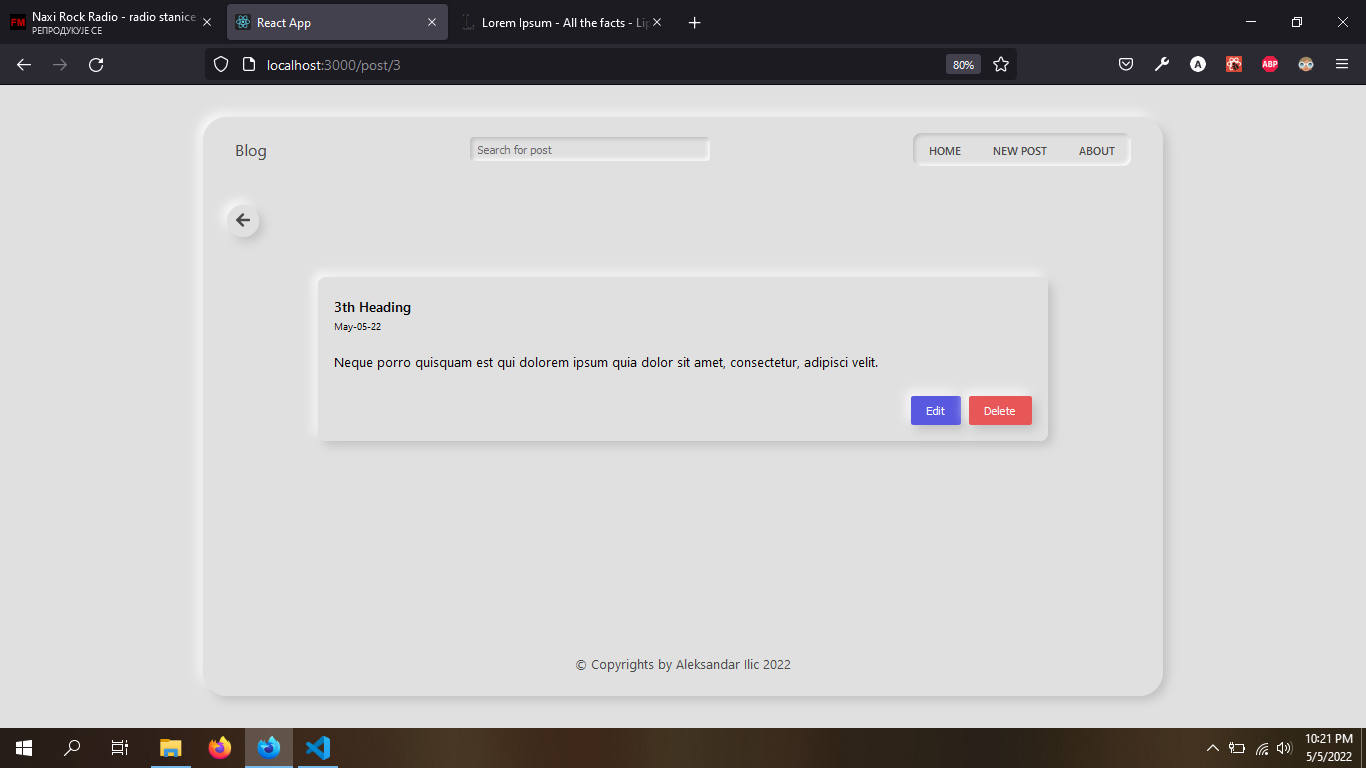 FM
Naxi Rock Radio - radio stanice
РЕПРОДУКУЈЕ СЕ
React App
Lorem Ipsum - All the facts - Lip
localhost:3000/post/3
80%
A
ABP
Blog
Search for post
HOME
NEW POST
ABOUT
3th Heading
May-05-22
Neque porro quisquam est qui dolorem ipsum quia dolor sit amet, consectetur, adipisci velit.
Edit
Delete
© Copyrights by Aleksandar Ilic 2022
10:21 PM
5/5/2022